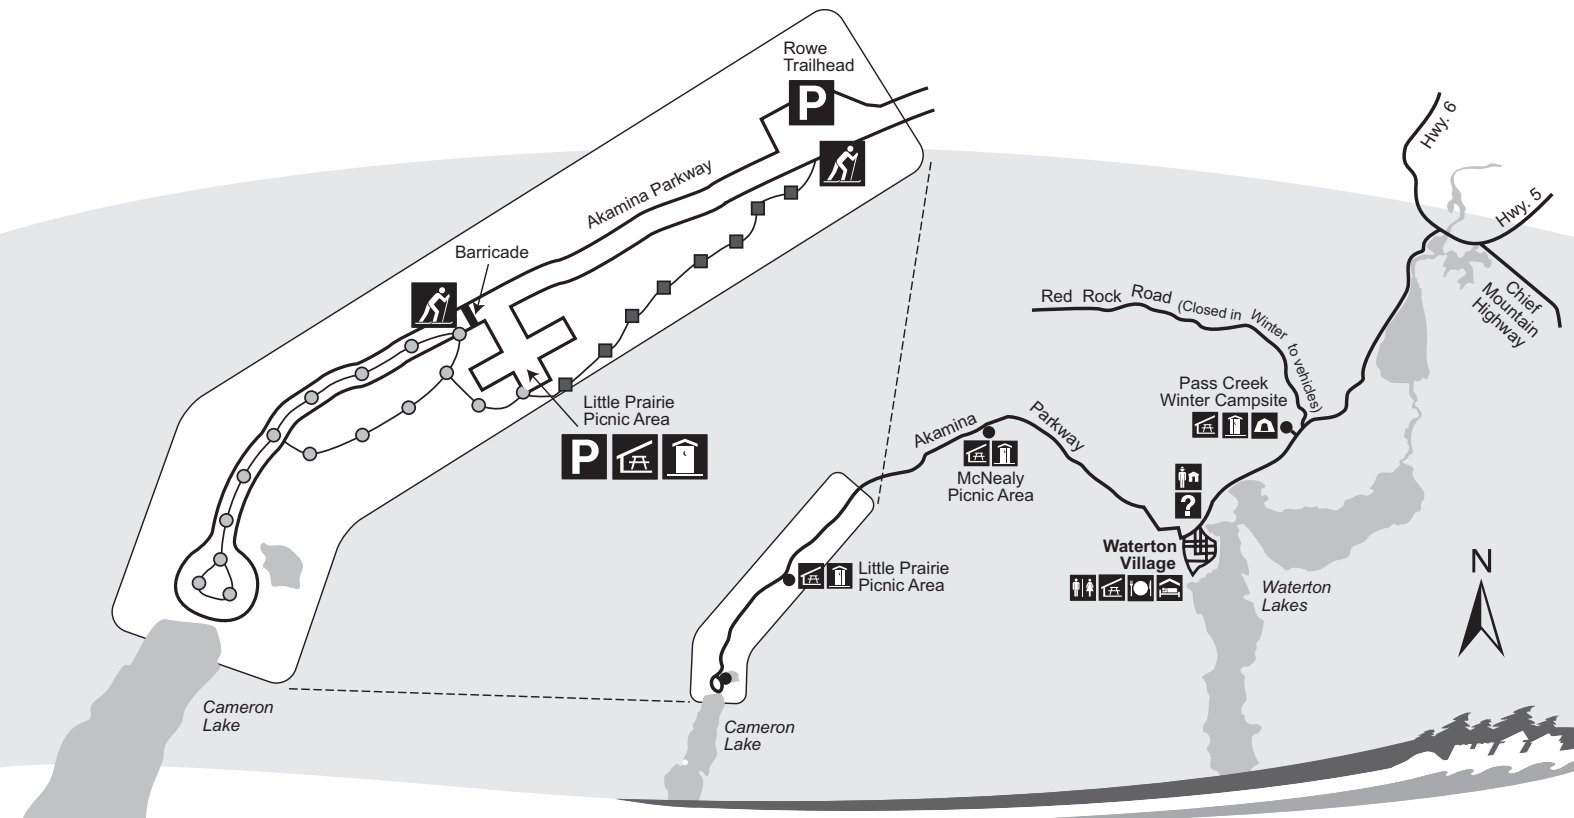 Rowe
Trailhead
P
Akamina Parkway
Barricade
Little Prairie
Picnic Area
P
Cameron
Lake
Hwy. 6
Hwy. 5
Chief
Mountain
Highway
Red Rock Road (Closed in Winter to vehicles)
Pass Creek
Winter Campsite
Akamina Parkway
McNealy
Picnic Area
?
Waterton
Village
Little Prairie
Picnic Area
Waterton
Lakes
N
Cameron
Lake